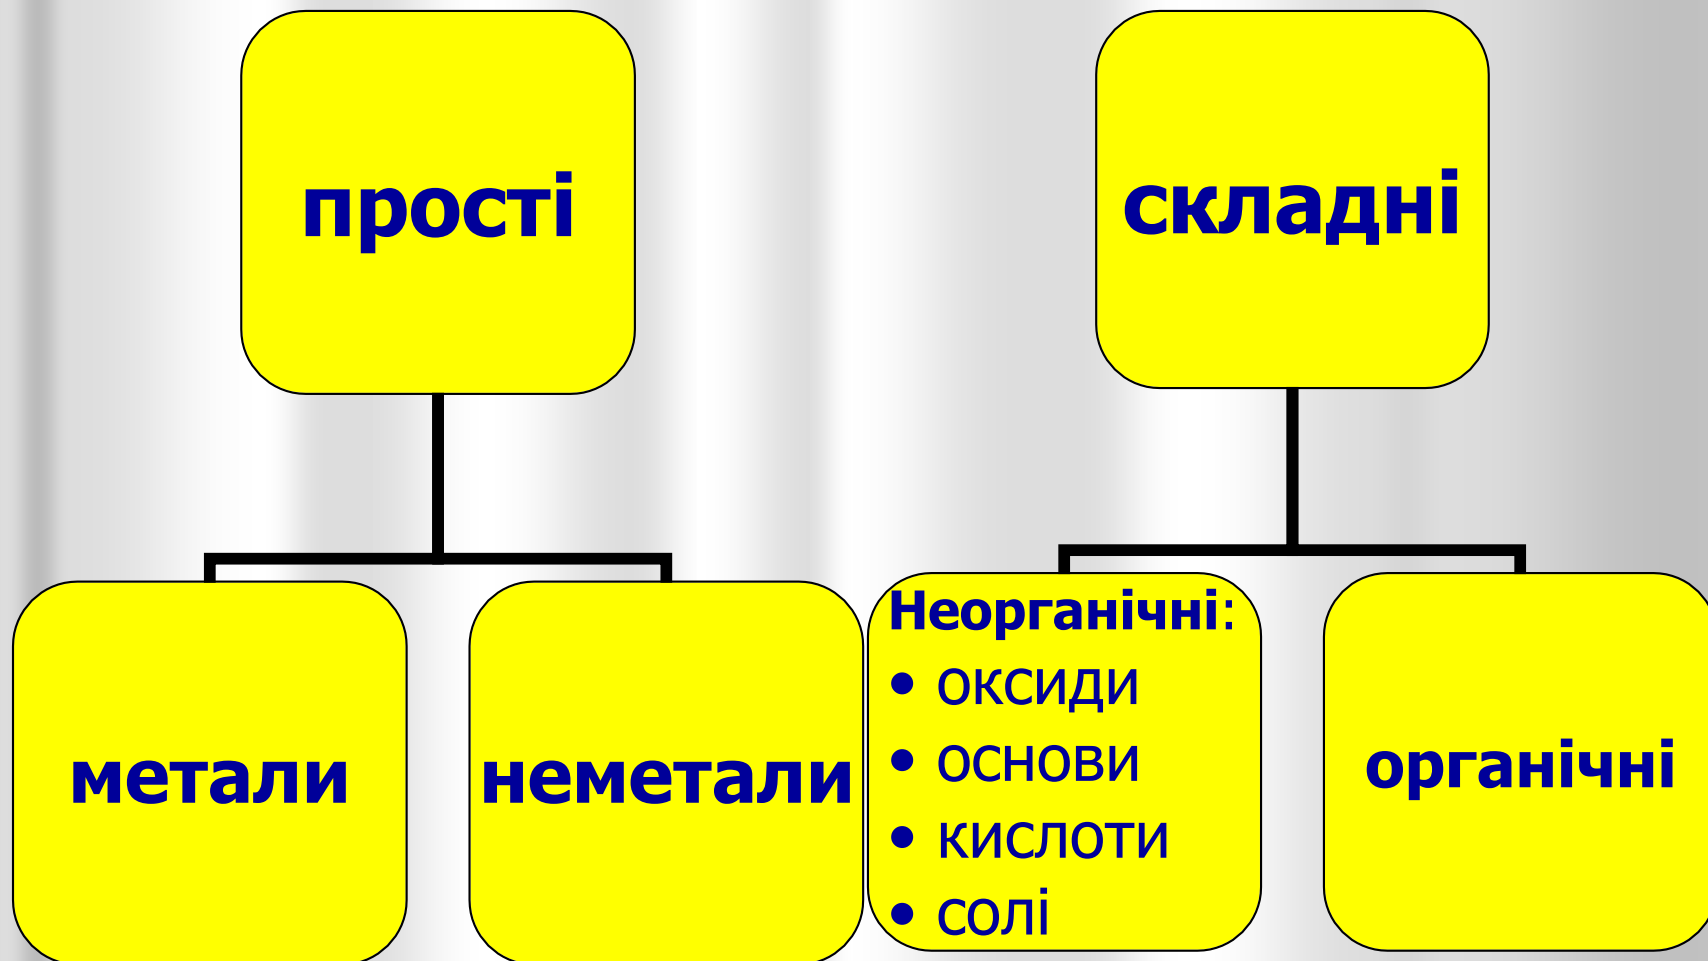 прості
складні
метали
неметали
Неорганічні:
• оксиди
• основи
• кислоти
• солі
органічні